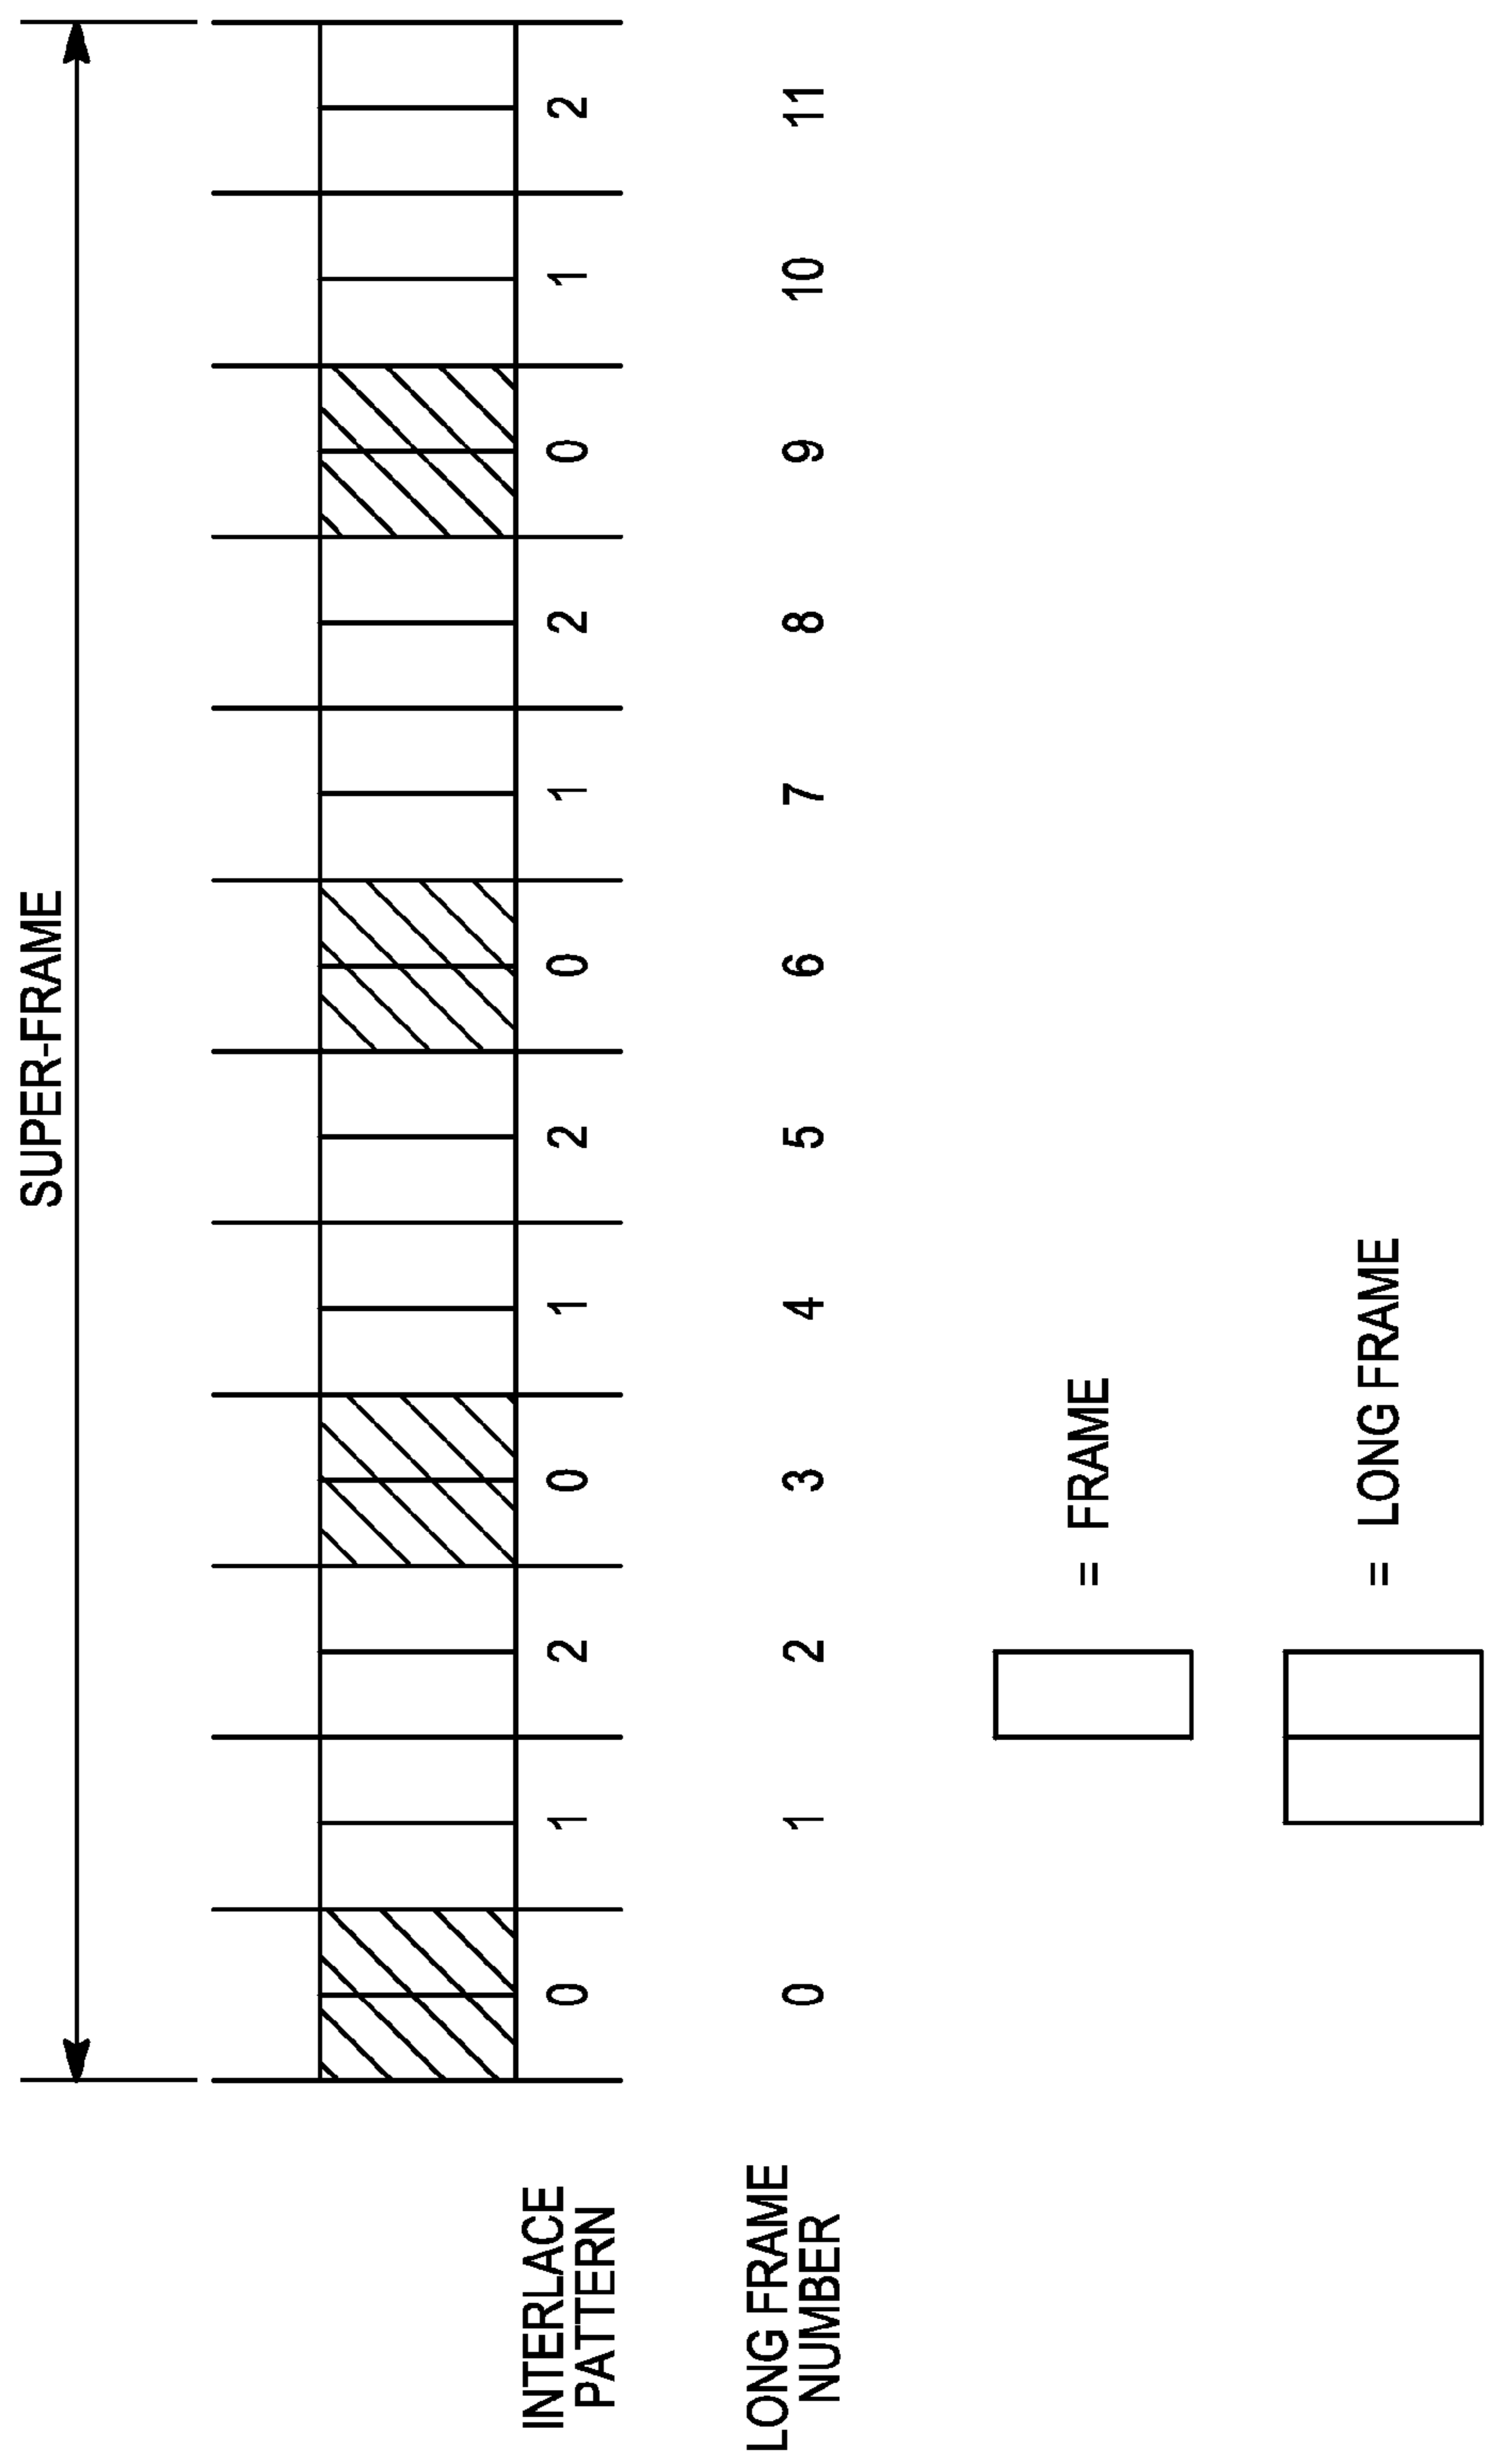 SUPER-FRAME
INTERLACE
PATTERN
0 1 2 0 1 2 0 1 2 0 1 2
LONG FRAME
NUMBER
0 1 2 3 4 5 6 7 8 9 10 11
= FRAME
= LONG FRAME